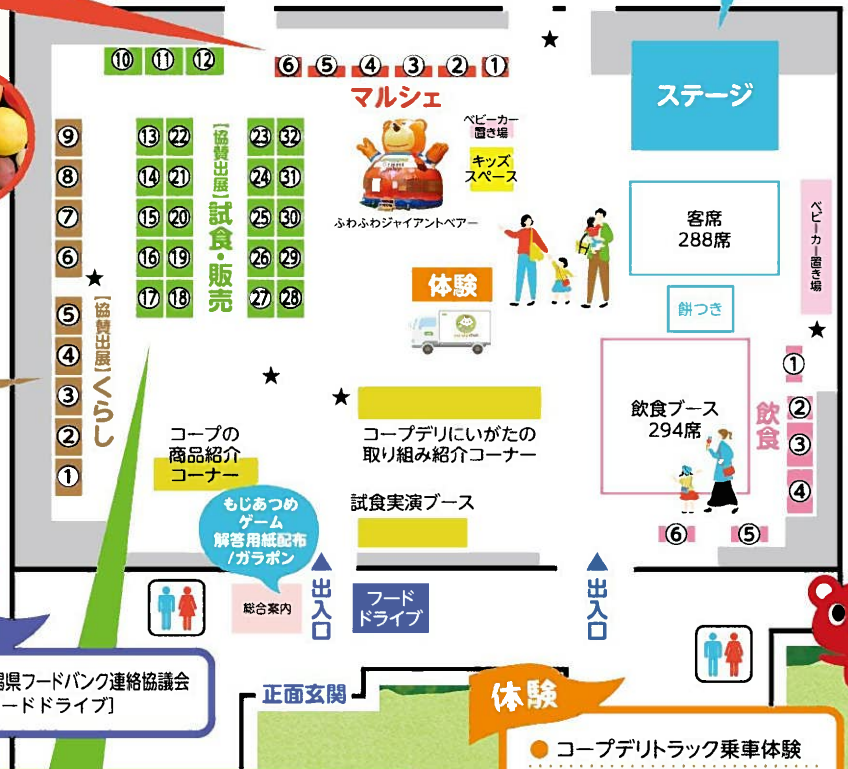 ⑩ ⑪ ⑫
⑥ ⑤ ④ ③ ② ①
マルシェ
ステージ
⑨
⑧
⑦
⑥
⑤
④
③
②
①
【協賛出展】くらし
⑬ ㉒
⑭ ㉑
⑮ ⑳
⑯ ⑲
⑰ ⑱
【協賛出展】試食・販売
㉓ ㉜
㉔ ㉛
㉕ ㉚
㉖ ㉙
㉗ ㉘
ベビーカー
置き場
キッズ
スペース
ふわふわジャイアントベアー
体験
客席
288席
ベビーカー置き場
餅つき
飲食ブース
294席
飲食
①
②
③
④
⑥ ⑤
コープの
商品紹介
コーナー
コープデリにいがたの
取り組み紹介コーナー
試食実演ブース
もじあつめ
ゲーム
解答用紙配布
/ガラポン
総合案内
出入口
フード
ドライブ
出入口
県フードバンク連絡協議会
ードドライブ]
正面玄関
体験
● コープデリトラック乗車体験